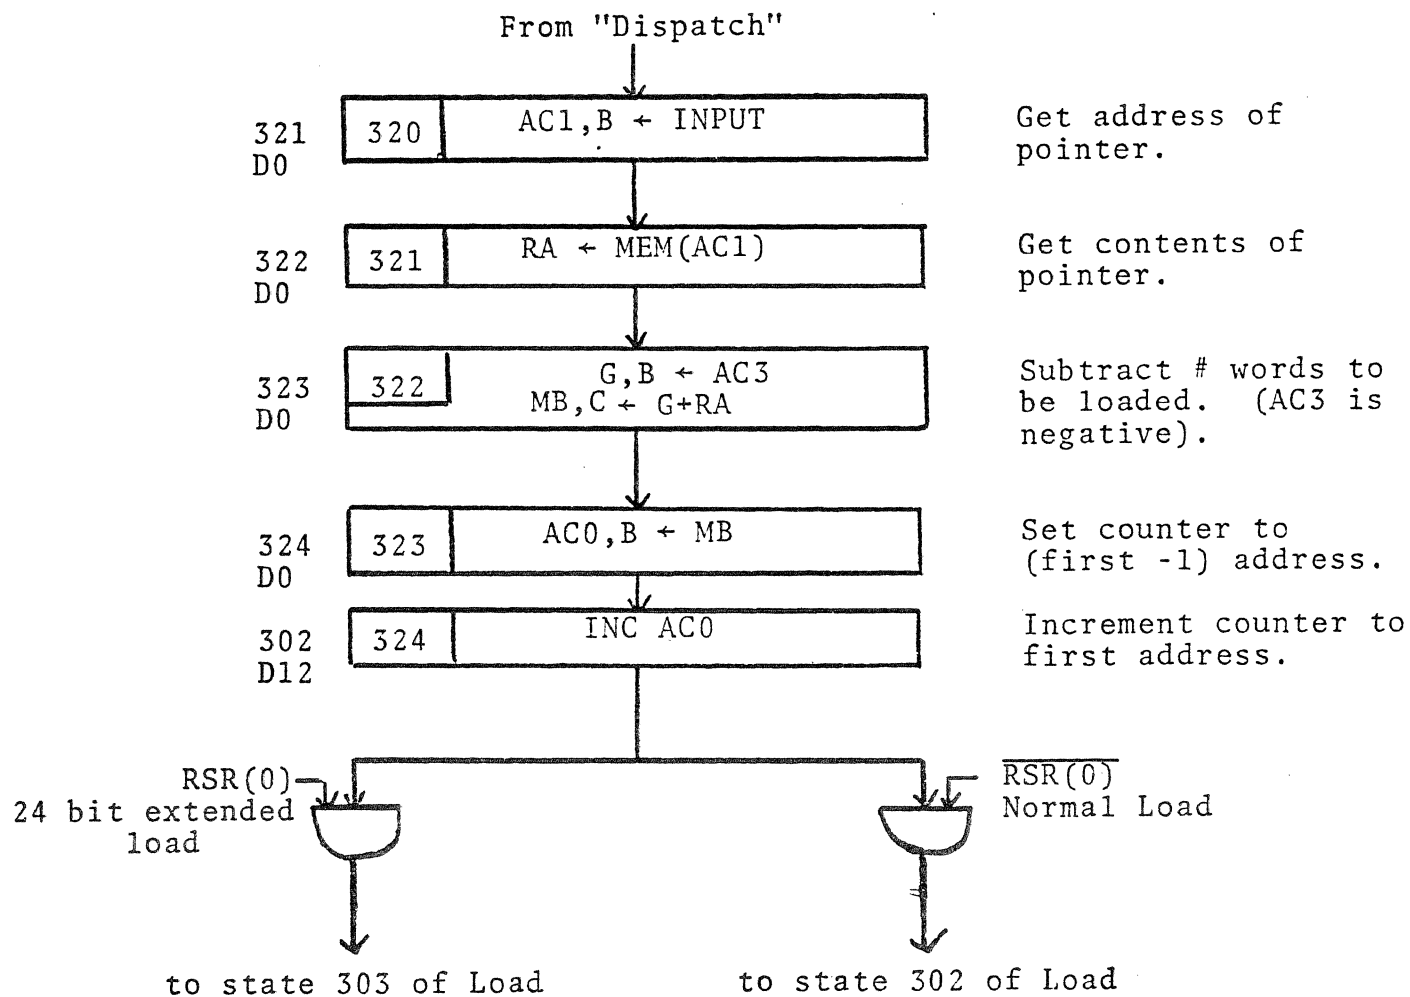 From "Dispatch"
321
D0
320
AC1,B ← INPUT
Get address of
pointer.
322
D0
321
RA ← MEM(AC1)
Get contents of
pointer.
323
D0
322
G,B ← AC3
MB,C ← G+RA
Subtract # words to
be loaded. (AC3 is
negative).
324
D0
323
AC0,B ← MB
Set counter to
(first -1) address.
302
D12
324
INC AC0
Increment counter to
first address.
RSR(0)
24 bit extended
load
R̅S̅R̅(̅0̅)̅
Normal Load
to state 303 of Load
to state 302 of Load